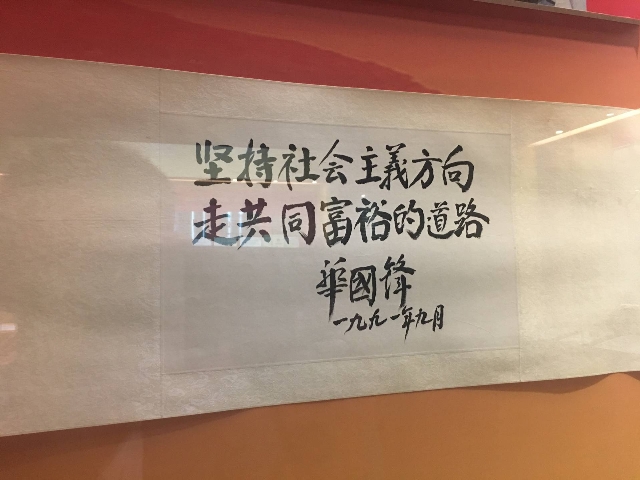 坚持社会主義方向
走共同富裕的道路
華國锋
一九九一年九月